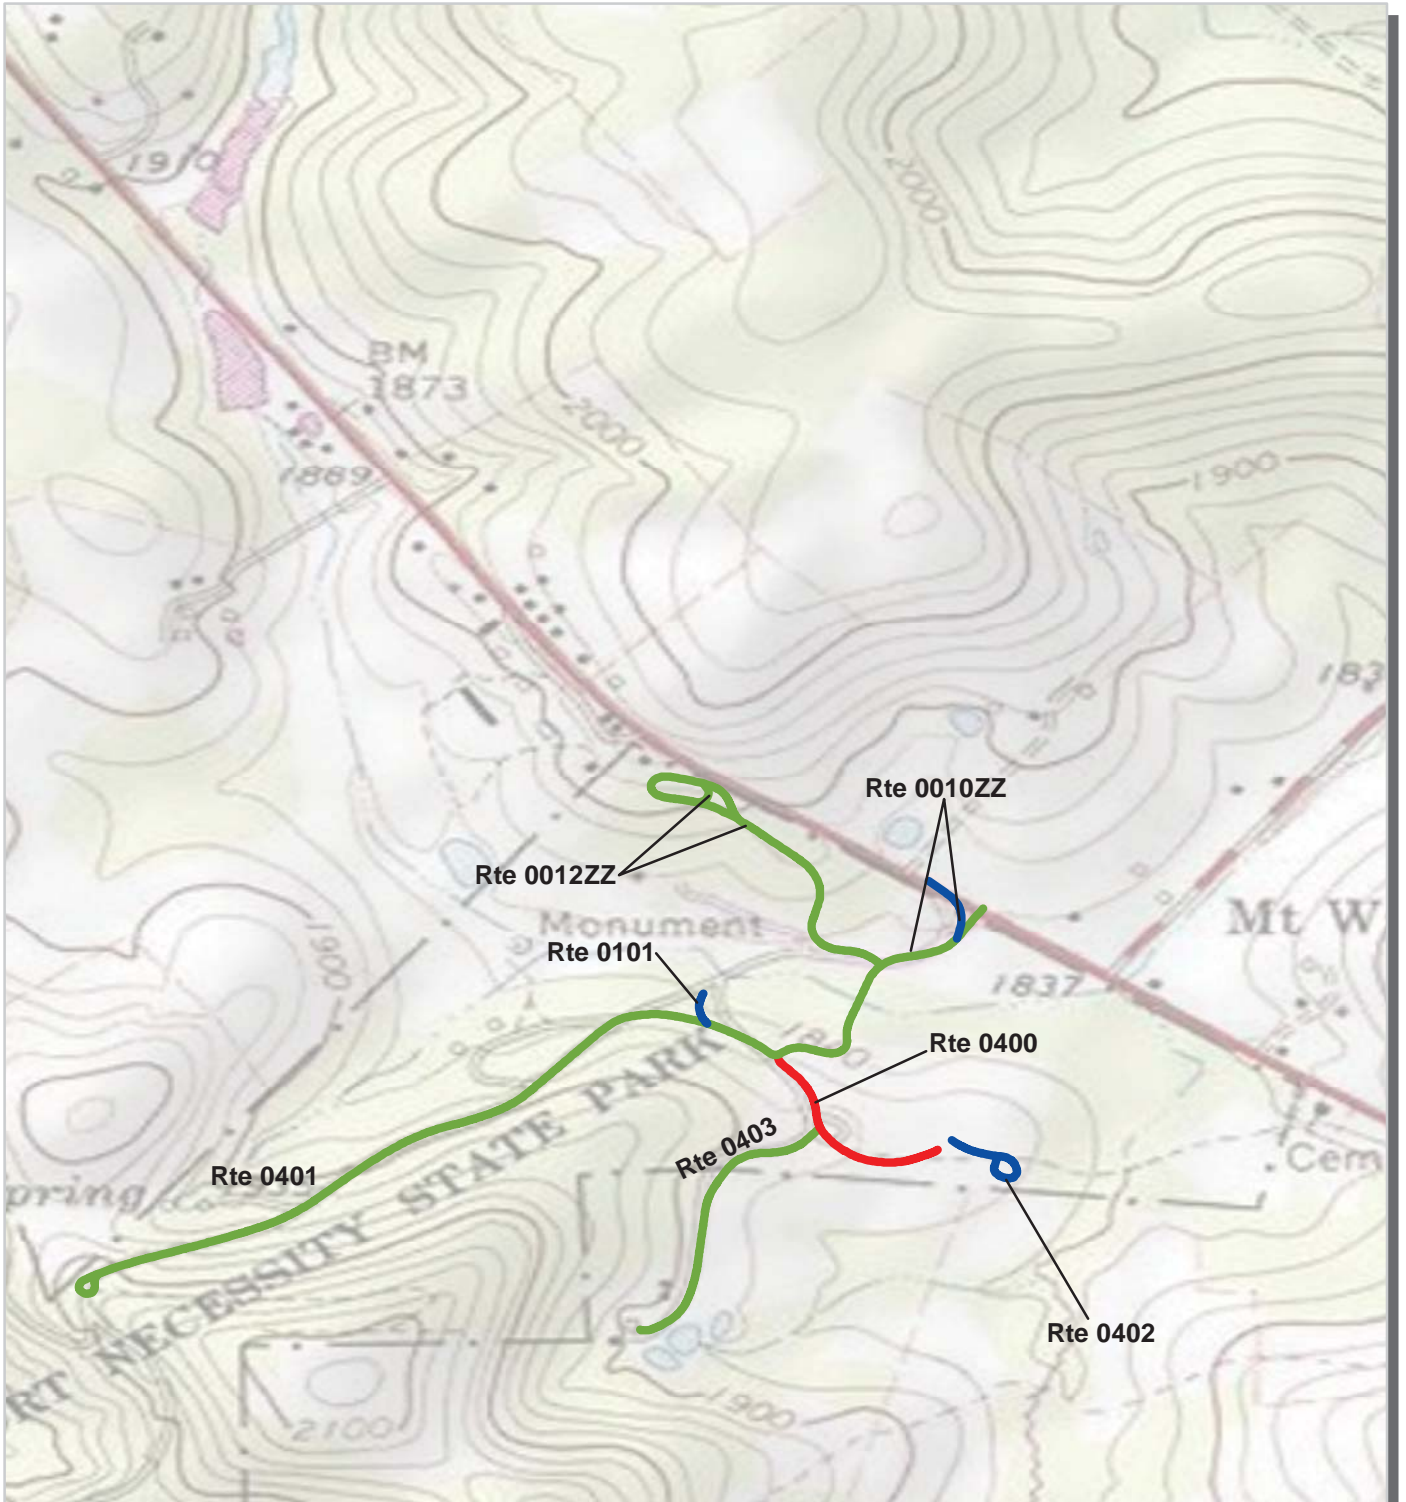 1910
2000
BM
1873
2000
1900
1889
183
Rte 0010ZZ
Rte 0012ZZ
Monument
Mt W
1900
Rte 0101
1837
1850
Rte 0400
Rte 0403
Cem
Rte 0401
pring
RT NECESSITY STATE PARK
Rte 0402
1900
2100